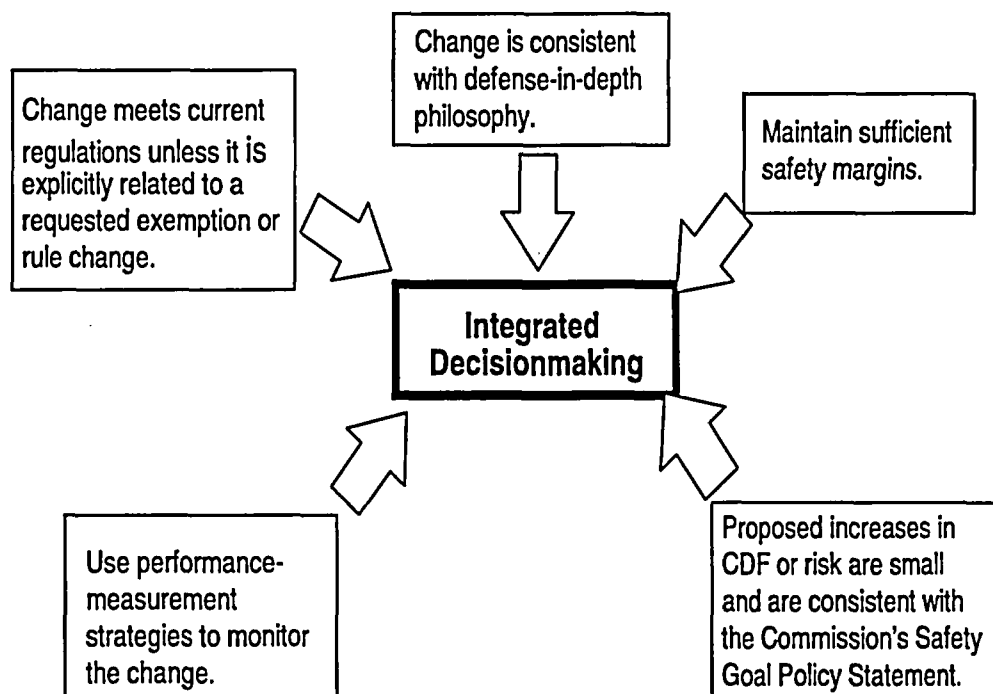 Change meets current
regulations unless it is
explicitly related to a
requested exemption or
rule change.
Change is consistent
with defense-in-depth
philosophy.
Maintain sufficient
safety margins.
Integrated
Decisionmaking
Use performance-
measurement
strategies to monitor
the change.
Proposed increases in
CDF or risk are small
and are consistent with
the Commission's Safety
Goal Policy Statement.